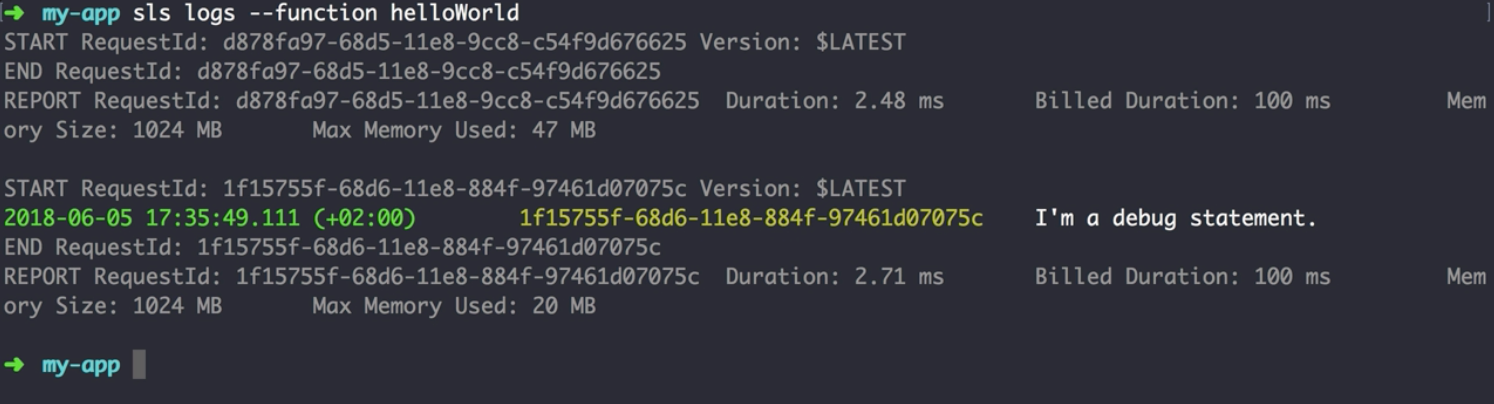 ➜ my-app sls logs --function helloWorld
START RequestId: d878fa97-68d5-11e8-9cc8-c54f9d676625 Version: $LATEST
END RequestId: d878fa97-68d5-11e8-9cc8-c54f9d676625
REPORT RequestId: d878fa97-68d5-11e8-9cc8-c54f9d676625 Duration: 2.48 ms Billed Duration: 100 ms Mem
ory Size: 1024 MB Max Memory Used: 47 MB
START RequestId: 1f15755f-68d6-11e8-884f-97461d07075c Version: $LATEST
2018-06-05 17:35:49.111 (+02:00) 1f15755f-68d6-11e8-884f-97461d07075c I'm a debug statement.
END RequestId: 1f15755f-68d6-11e8-884f-97461d07075c
REPORT RequestId: 1f15755f-68d6-11e8-884f-97461d07075c Duration: 2.71 ms Billed Duration: 100 ms Mem
ory Size: 1024 MB Max Memory Used: 20 MB
➜ my-app